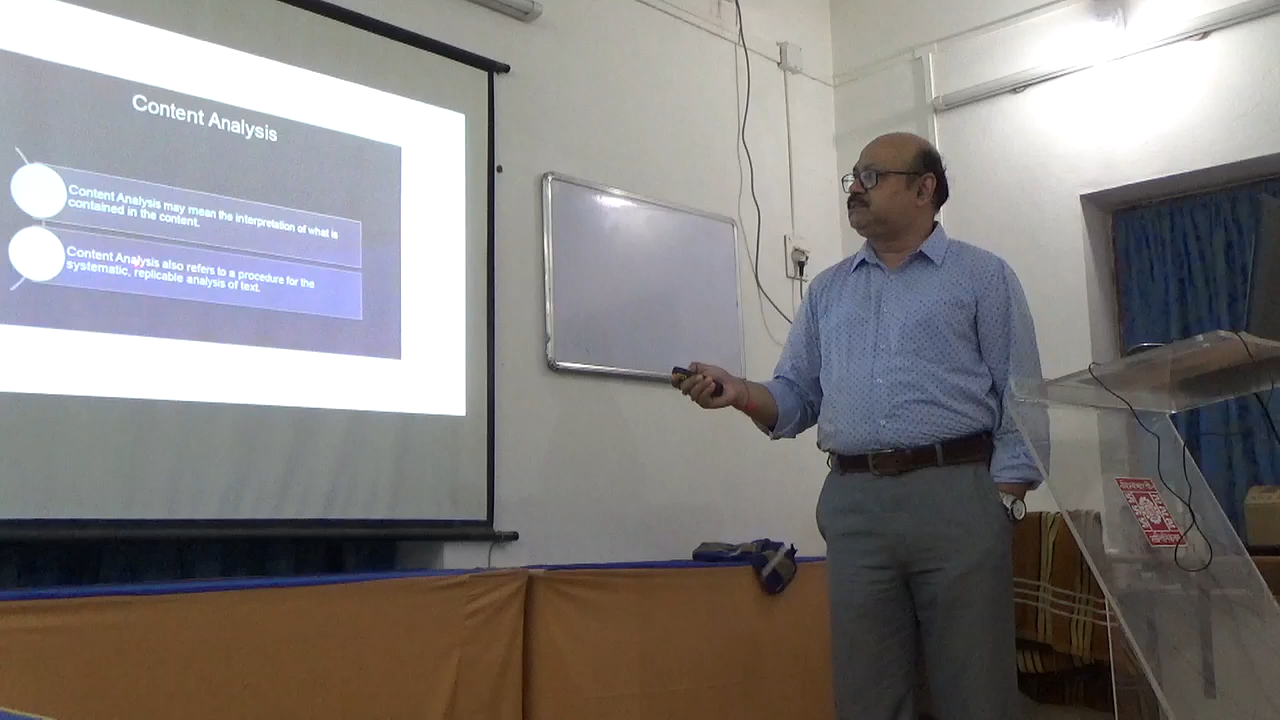 Content Analysis
Content Analysis may mean the interpretation of what is
contained in the content.
Content Analysis also refers to a procedure for the
systematic, replicable analysis of text.